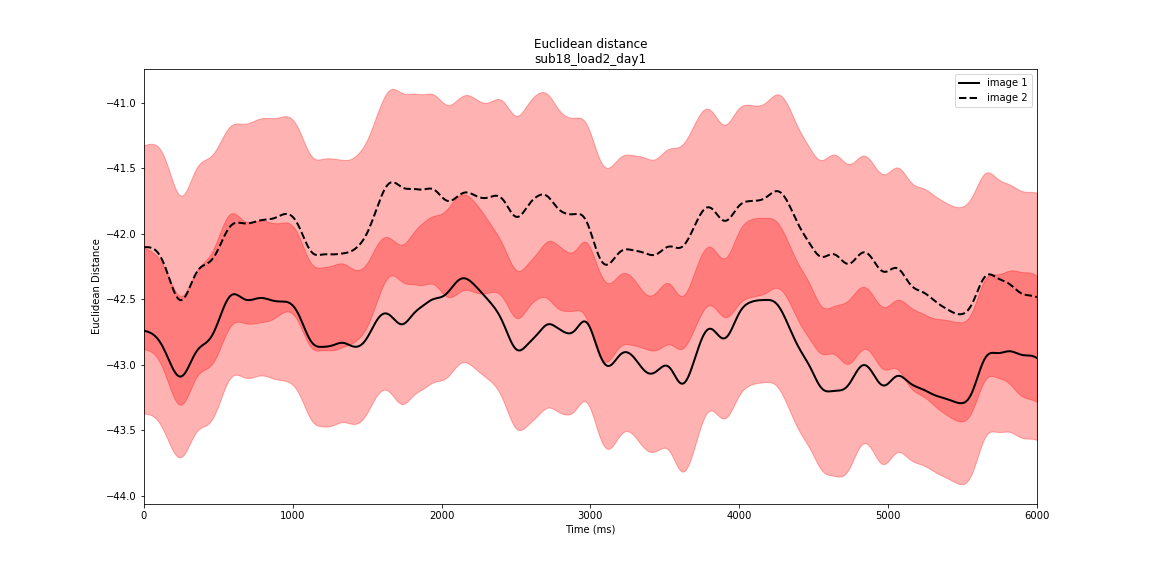 Euclidean distance
sub18_load2_day1
image 1
image 2
Euclidean Distance
−41.0
−41.5
−42.0
−42.5
−43.0
−43.5
−44.0
0 1000 2000 3000 4000 5000 6000
Time (ms)